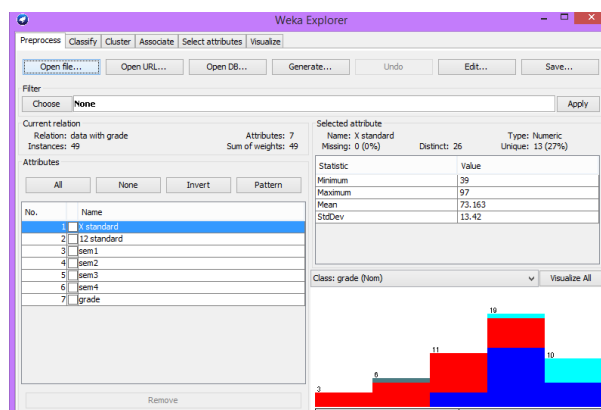 Weka Explorer
Preprocess Classify Cluster Associate Select attributes Visualize
Open file... Open URL... Open DB... Generate... Undo Edit... Save...
Filter
Choose None Apply
Current relation
Relation: data with grade Attributes: 7
Instances: 49 Sum of weights: 49
Attributes
All None Invert Pattern
No. Name
1 X standard
2 12 standard
3 sem1
4 sem2
5 sem3
6 sem4
7 grade
Remove
Selected attribute
Name: X standard Type: Numeric
Missing: 0 (0%) Distinct: 26 Unique: 13 (27%)
Statistic Value
Minimum 39
Maximum 97
Mean 73.163
StdDev 13.42
Class: grade (Nom) Visualize All
3 6 11 19 10